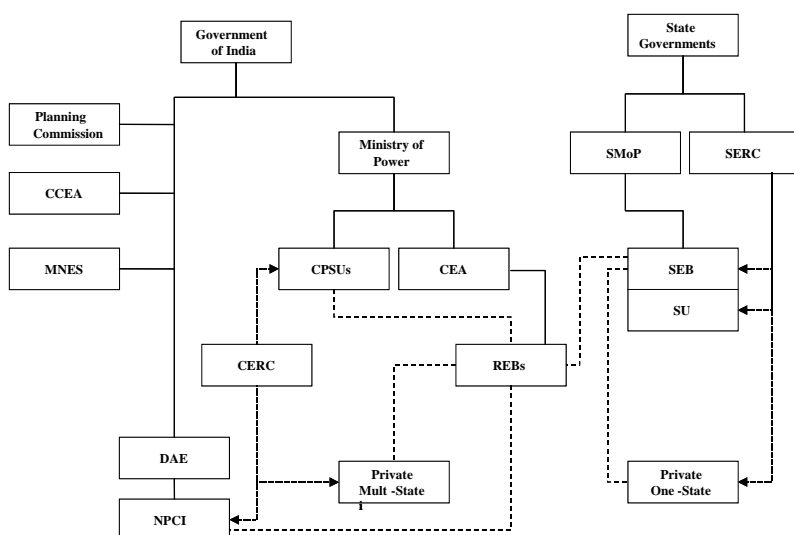 Government
of India
State
Governments
Planning
Commission
Ministry of
Power
SMoP
SERC
CCEA
MNES
CPSUs
CEA
SEB
SU
CERC
REBs
DAE
Private
Mult -State
i
Private
One -State
NPCI